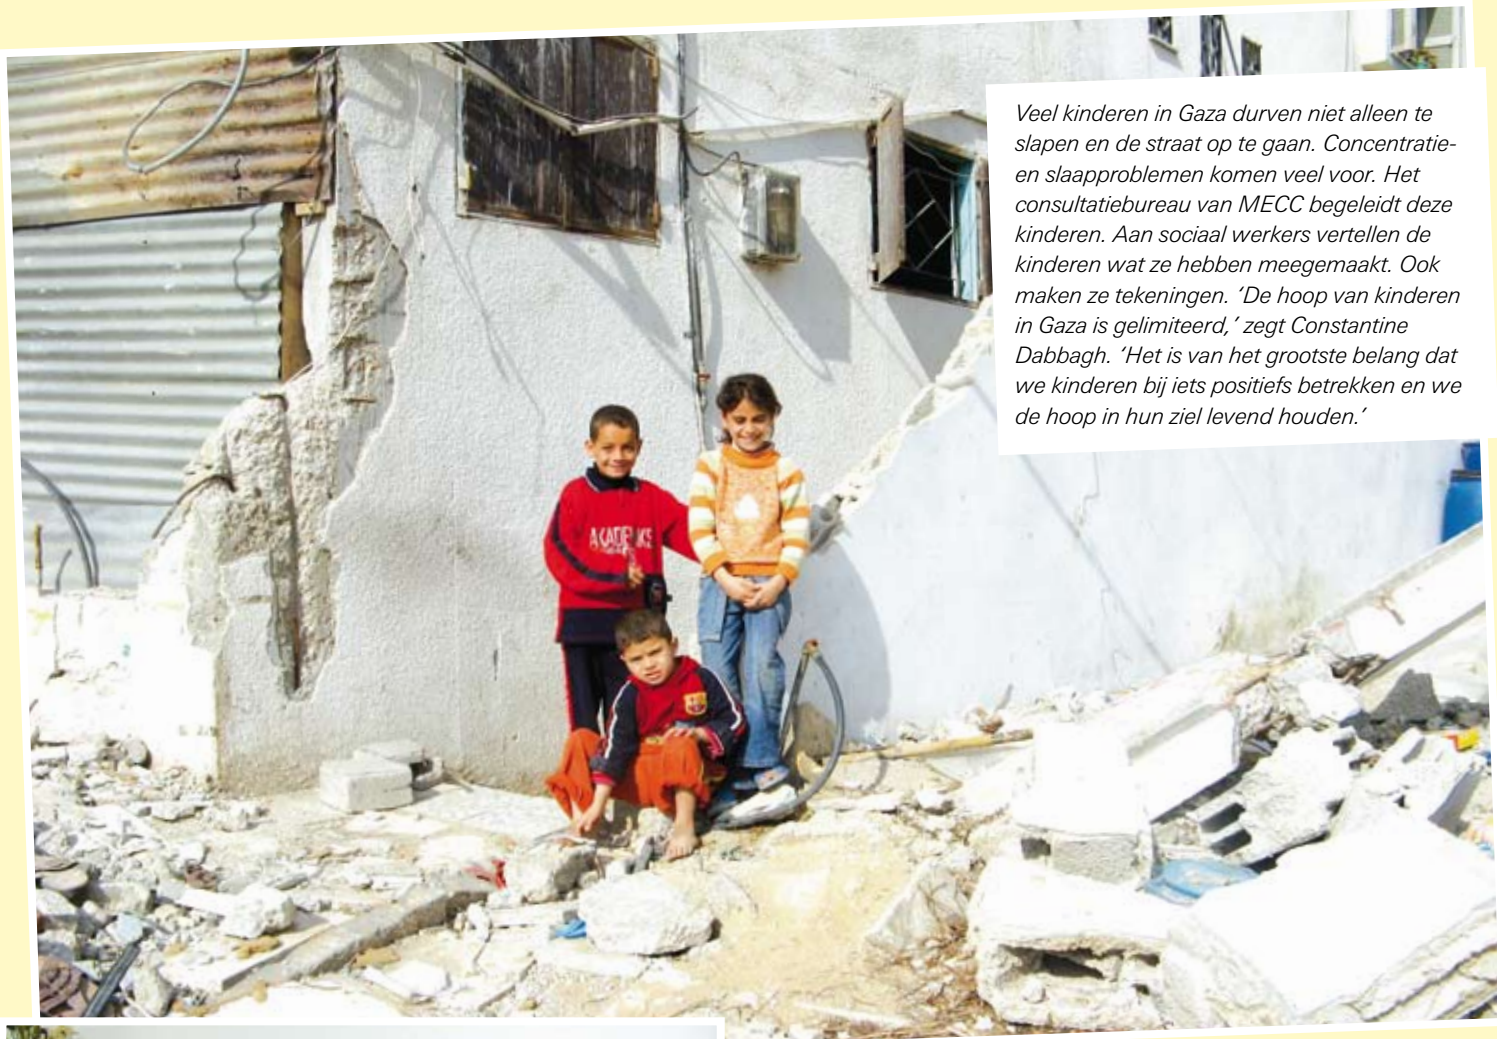 Veel kinderen in Gaza durven niet alleen te
slapen en de straat op te gaan. Concentratie-
en slaapproblemen komen veel voor. Het
consultatiebureau van MECC begeleidt deze
kinderen. Aan sociaal werkers vertellen de
kinderen wat ze hebben meegemaakt. Ook
maken ze tekeningen. ‘De hoop van kinderen
in Gaza is gelimiteerd,’ zegt Constantine
Dabbagh. ‘Het is van het grootste belang dat
we kinderen bij iets positiefs betrekken en we
de hoop in hun ziel levend houden.’